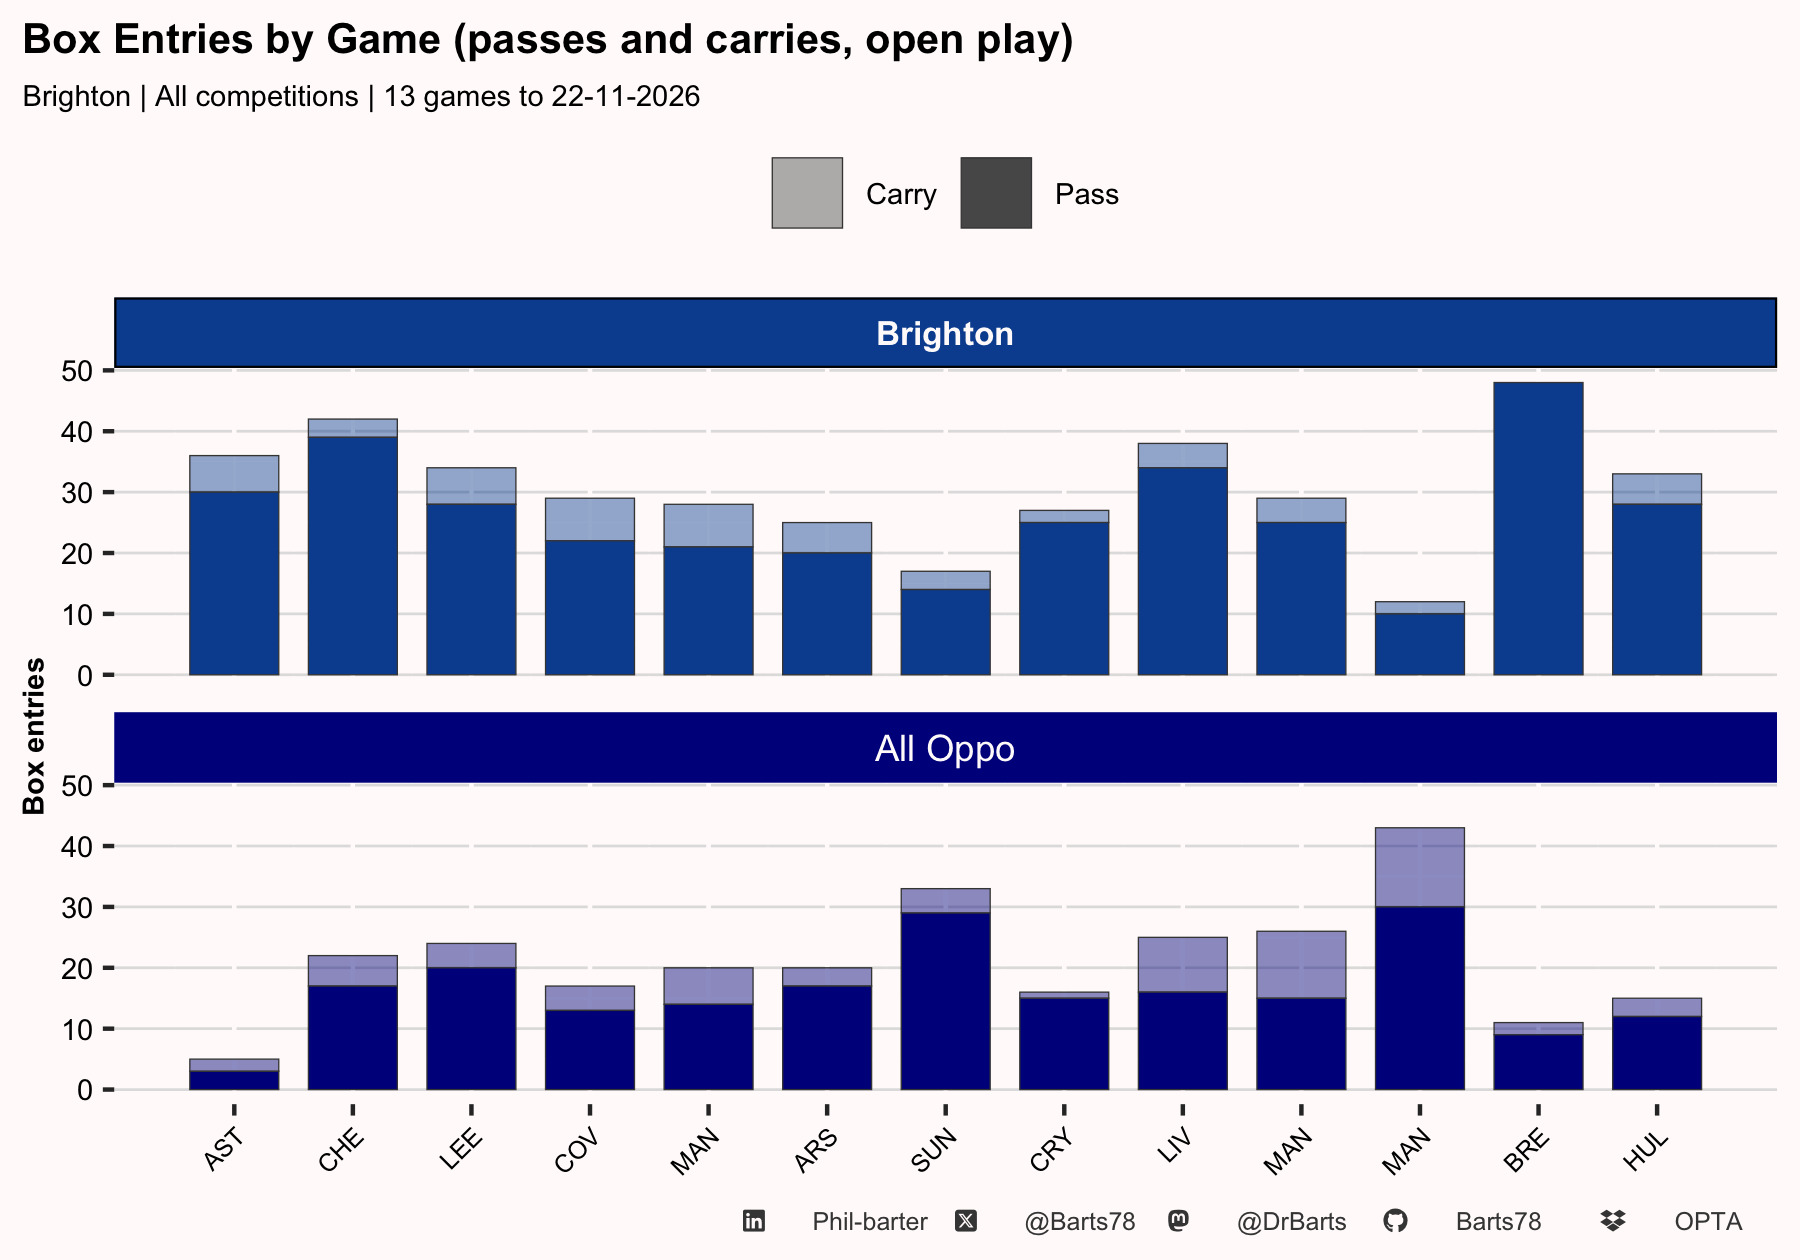 Box Entries by Game (passes and carries, open play)
Brighton | All competitions | 13 games to 22-11-2026
Carry Pass
Brighton
50
40
30
20
10
0
Box entries
All Oppo
50
40
30
20
10
0
AST CHE LEE COV MAN ARS SUN CRY LIV MAN MAN BRE HUL
Phil-barter @Barts78 @DrBarts Barts78 OPTA